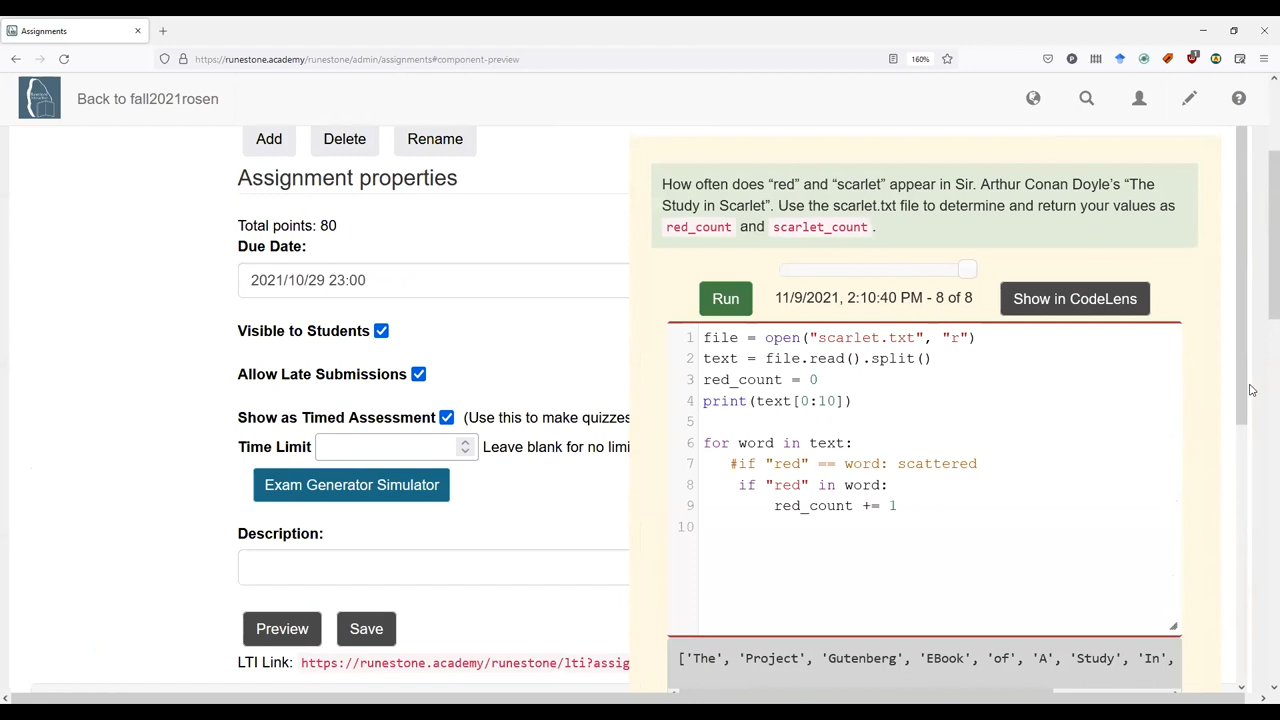 Assignments
https://runestone.academy/runestone/admin/assignments#component-preview
160%
Back to fall2021rosen
Add Delete Rename
Assignment properties
Total points: 80
Due Date:
2021/10/29 23:00
Visible to Students
Allow Late Submissions
Show as Timed Assessment (Use this to make quizzes
Time Limit Leave blank for no limi
Exam Generator Simulator
Description:
Preview Save
LTI Link: https://runestone.academy/runestone/lti?assig
How often does “red” and “scarlet” appear in Sir. Arthur Conan Doyle’s “The
Study in Scarlet”. Use the scarlet.txt file to determine and return your values as
red_count and scarlet_count.
Run 11/9/2021, 2:10:40 PM - 8 of 8 Show in CodeLens
1 file = open("scarlet.txt", "r")
2 text = file.read().split()
3 red_count = 0
4 print(text[0:10])
5
6 for word in text:
7 #if "red" == word: scattered
8 if "red" in word:
9 red_count += 1
10
['The', 'Project', 'Gutenberg', 'EBook', 'of', 'A', 'Study', 'In',